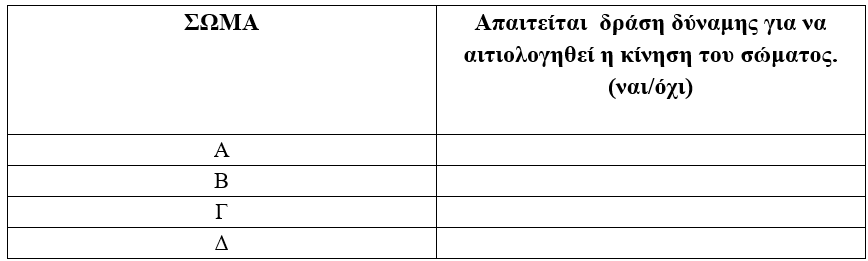 ΣΩΜΑ
Απαιτείται δράση δύναμης για να
αιτιολογηθεί η κίνηση του σώματος.
(ναι/όχι)
Α
Β
Γ
Δ